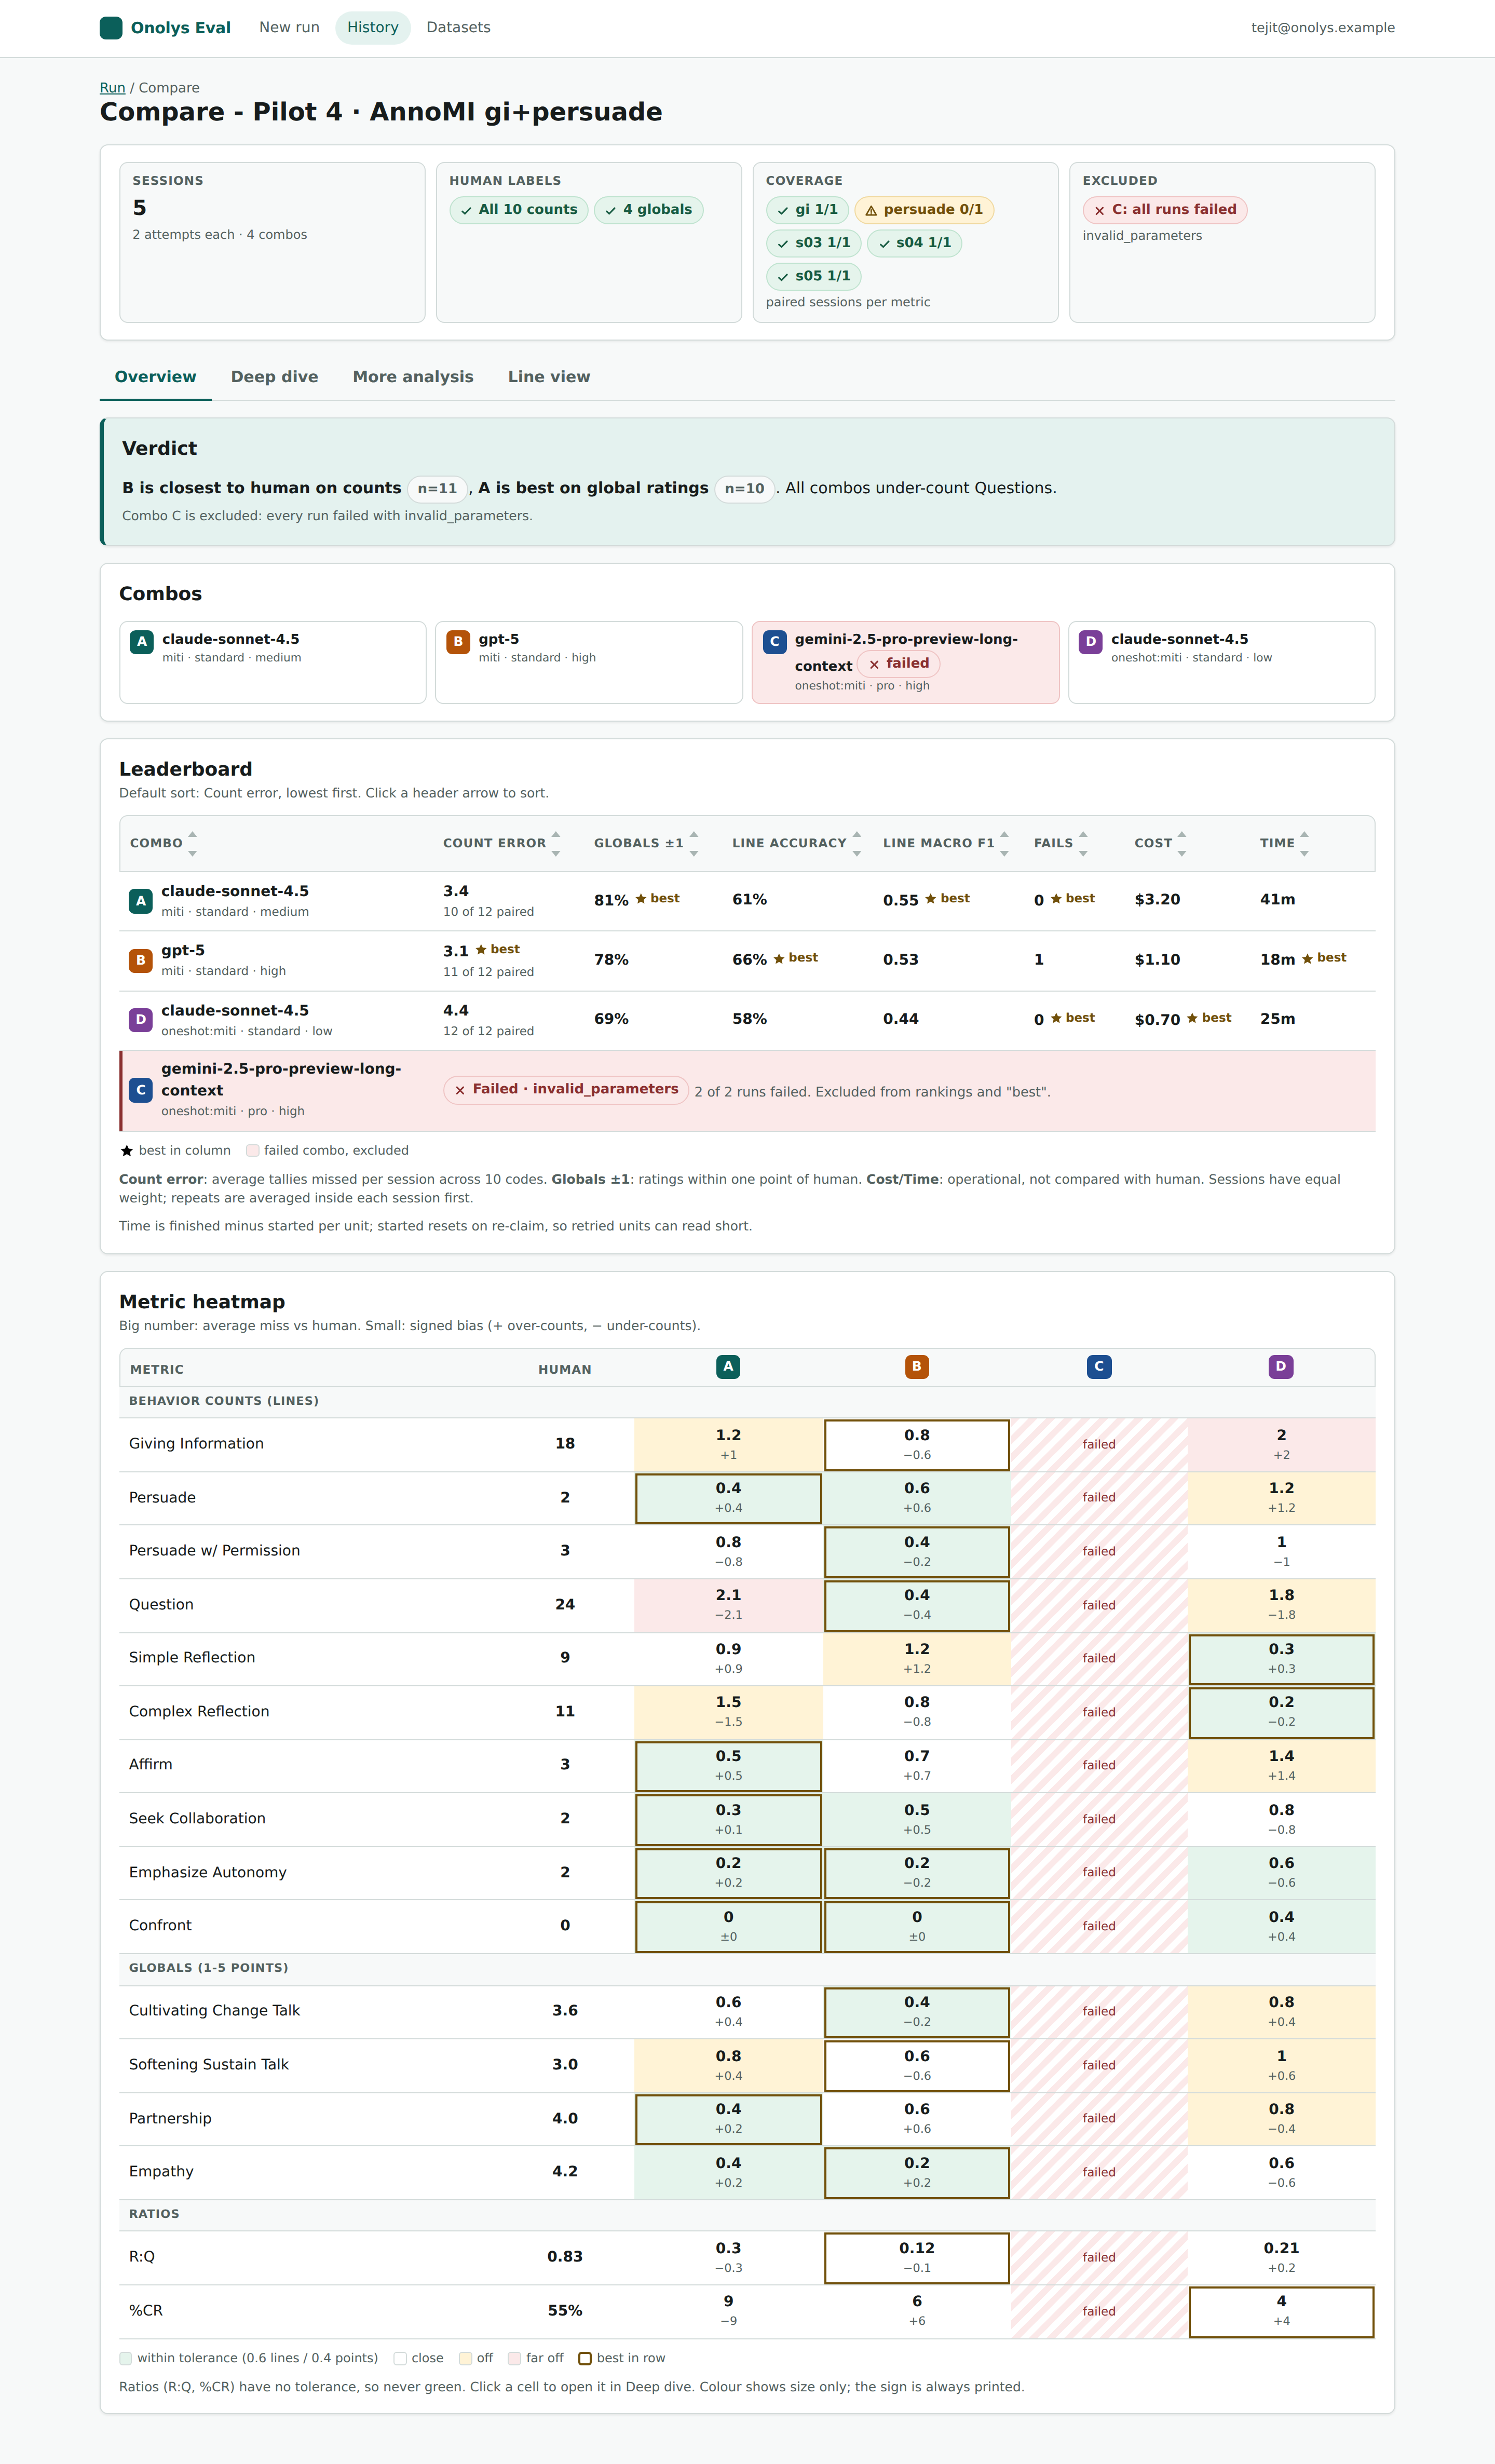 Onolys Eval New run History Datasets tejit@onolys.example
Run / Compare
Compare - Pilot 4 · AnnoMI gi+persuade
SESSIONS
5
2 attempts each · 4 combos
HUMAN LABELS
All 10 counts 4 globals
COVERAGE
gi 1/1 persuade 0/1
s03 1/1 s04 1/1
s05 1/1
paired sessions per metric
EXCLUDED
C: all runs failed
invalid_parameters
Overview Deep dive More analysis Line view
Verdict
B is closest to human on counts n=11, A is best on global ratings n=10. All combos under-count Questions.
Combo C is excluded: every run failed with invalid_parameters.
Combos
A claude-sonnet-4.5
miti · standard · medium
B gpt-5
miti · standard · high
C gemini-2.5-pro-preview-long-
context failed
oneshot:miti · pro · high
D claude-sonnet-4.5
oneshot:miti · standard · low
Leaderboard
Default sort: Count error, lowest first. Click a header arrow to sort.
COMBO COUNT ERROR GLOBALS ±1 LINE ACCURACY LINE MACRO F1 FAILS COST TIME
A claude-sonnet-4.5 3.4 81% ★ best 61% 0.55 ★ best 0 ★ best $3.20 41m
miti · standard · medium 10 of 12 paired
B gpt-5 3.1 ★ best 78% 66% ★ best 0.53 1 $1.10 18m ★ best
miti · standard · high 11 of 12 paired
D claude-sonnet-4.5 4.4 69% 58% 0.44 0 ★ best $0.70 ★ best 25m
oneshot:miti · standard · low 12 of 12 paired
gemini-2.5-pro-preview-long-
C context Failed · invalid_parameters 2 of 2 runs failed. Excluded from rankings and "best".
oneshot:miti · pro · high
★ best in column failed combo, excluded
Count error: average tallies missed per session across 10 codes. Globals ±1: ratings within one point of human. Cost/Time: operational, not compared with human. Sessions have equal
weight; repeats are averaged inside each session first.
Time is finished minus started per unit; started resets on re-claim, so retried units can read short.
Metric heatmap
Big number: average miss vs human. Small: signed bias (+ over-counts, − under-counts).
METRIC HUMAN A B C D
BEHAVIOR COUNTS (LINES)
Giving Information 18 1.2 0.8 failed 2
+1 −0.6 +2
Persuade 2 0.4 0.6 failed 1.2
+0.4 +0.6 +1.2
Persuade w/ Permission 3 0.8 0.4 failed 1
−0.8 −0.2 −1
Question 24 2.1 0.4 failed 1.8
−2.1 −0.4 −1.8
Simple Reflection 9 0.9 1.2 failed 0.3
+0.9 +1.2 +0.3
Complex Reflection 11 1.5 0.8 failed 0.2
−1.5 −0.8 −0.2
Affirm 3 0.5 0.7 failed 1.4
+0.5 +0.7 +1.4
Seek Collaboration 2 0.3 0.5 failed 0.8
+0.1 +0.5 −0.8
Emphasize Autonomy 2 0.2 0.2 failed 0.6
+0.2 −0.2 −0.6
Confront 0 0 0 failed 0.4
±0 ±0 +0.4
GLOBALS (1-5 POINTS)
Cultivating Change Talk 3.6 0.6 0.4 failed 0.8
+0.4 −0.2 +0.4
Softening Sustain Talk 3.0 0.8 0.6 failed 1
+0.4 −0.6 +0.6
Partnership 4.0 0.4 0.6 failed 0.8
+0.2 +0.6 −0.4
Empathy 4.2 0.4 0.2 failed 0.6
+0.2 +0.2 −0.6
RATIOS
R:Q 0.83 0.3 0.12 failed 0.21
−0.3 −0.1 +0.2
%CR 55% 9 6 failed 4
−9 +6 +4
within tolerance (0.6 lines / 0.4 points) close off far off best in row
Ratios (R:Q, %CR) have no tolerance, so never green. Click a cell to open it in Deep dive. Colour shows size only; the sign is always printed.